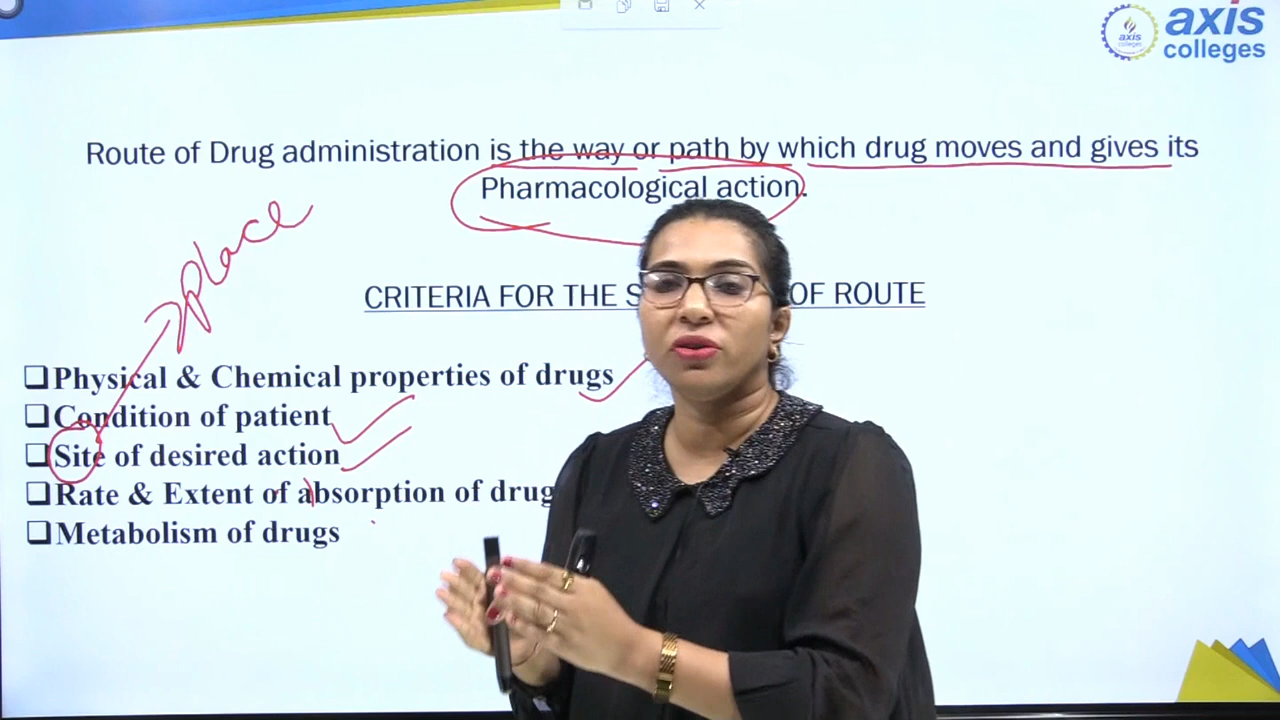 axis
colleges
axis
colleges
Route of Drug administration is the way or path by which drug moves and gives its
Pharmacological action.
place
CRITERIA FOR THE S OF ROUTE
❑Physical & Chemical properties of drugs
❑Condition of patient
❑Site of desired action
❑Rate & Extent of absorption of drug
❑Metabolism of drugs